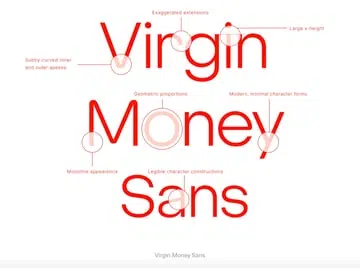 Exaggerated extensions
Virgin
Large x-height
Subtly curved inner
and outer apexes
Geometric proportions
Modern, minimal character forms
Money
Monoline appearance
Legible character constructions
Sans
Virgin Money Sans